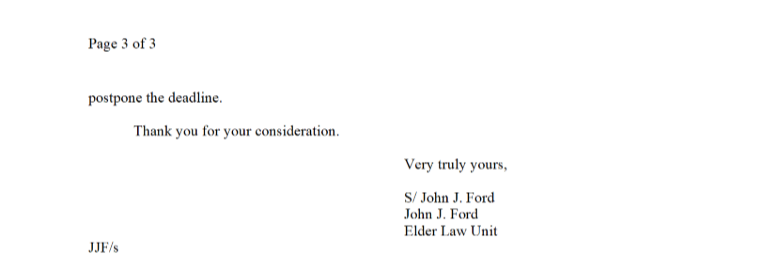 Page 3 of 3
postpone the deadline.
Thank you for your consideration.
Very truly yours,
S/ John J. Ford
John J. Ford
Elder Law Unit
JJF/s